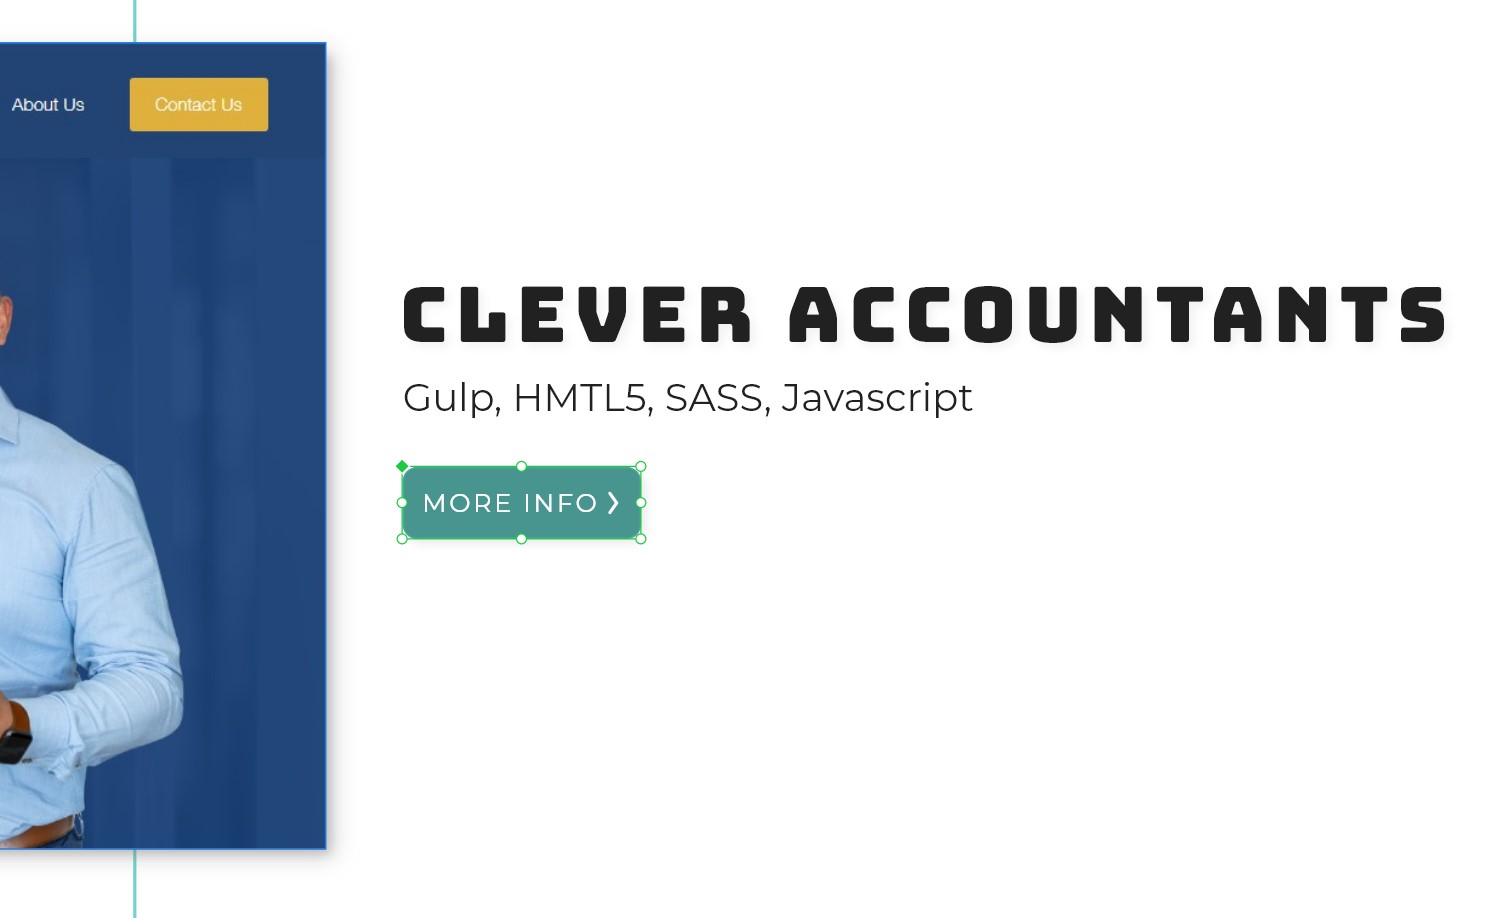 About Us
Contact Us
CLEVER ACCOUNTANTS
Gulp, HMTL5, SASS, Javascript
MORE INFO